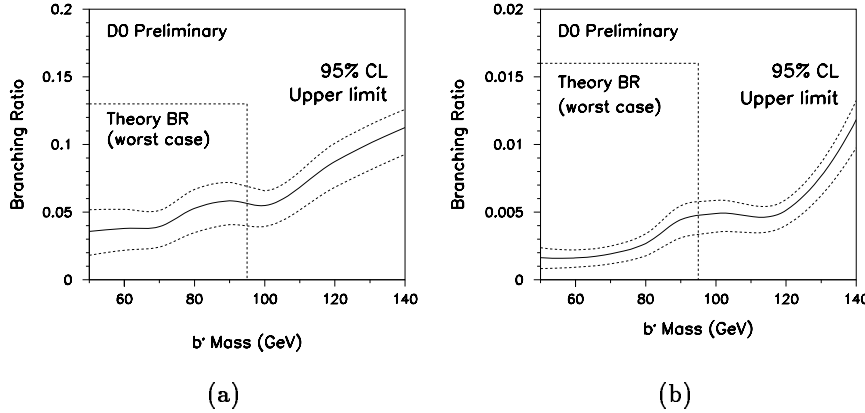 0.2
0.15
0.1
0.05
0
D0 Preliminary
95% CL
Upper limit
Theory BR
(worst case)
Branching Ratio
60 80 100 120 140
b' Mass (GeV)
(a)
0.02
0.015
0.01
0.005
0
D0 Preliminary
95% CL
Upper limit
Theory BR
(worst case)
Branching Ratio
60 80 100 120 140
b' Mass (GeV)
(b)